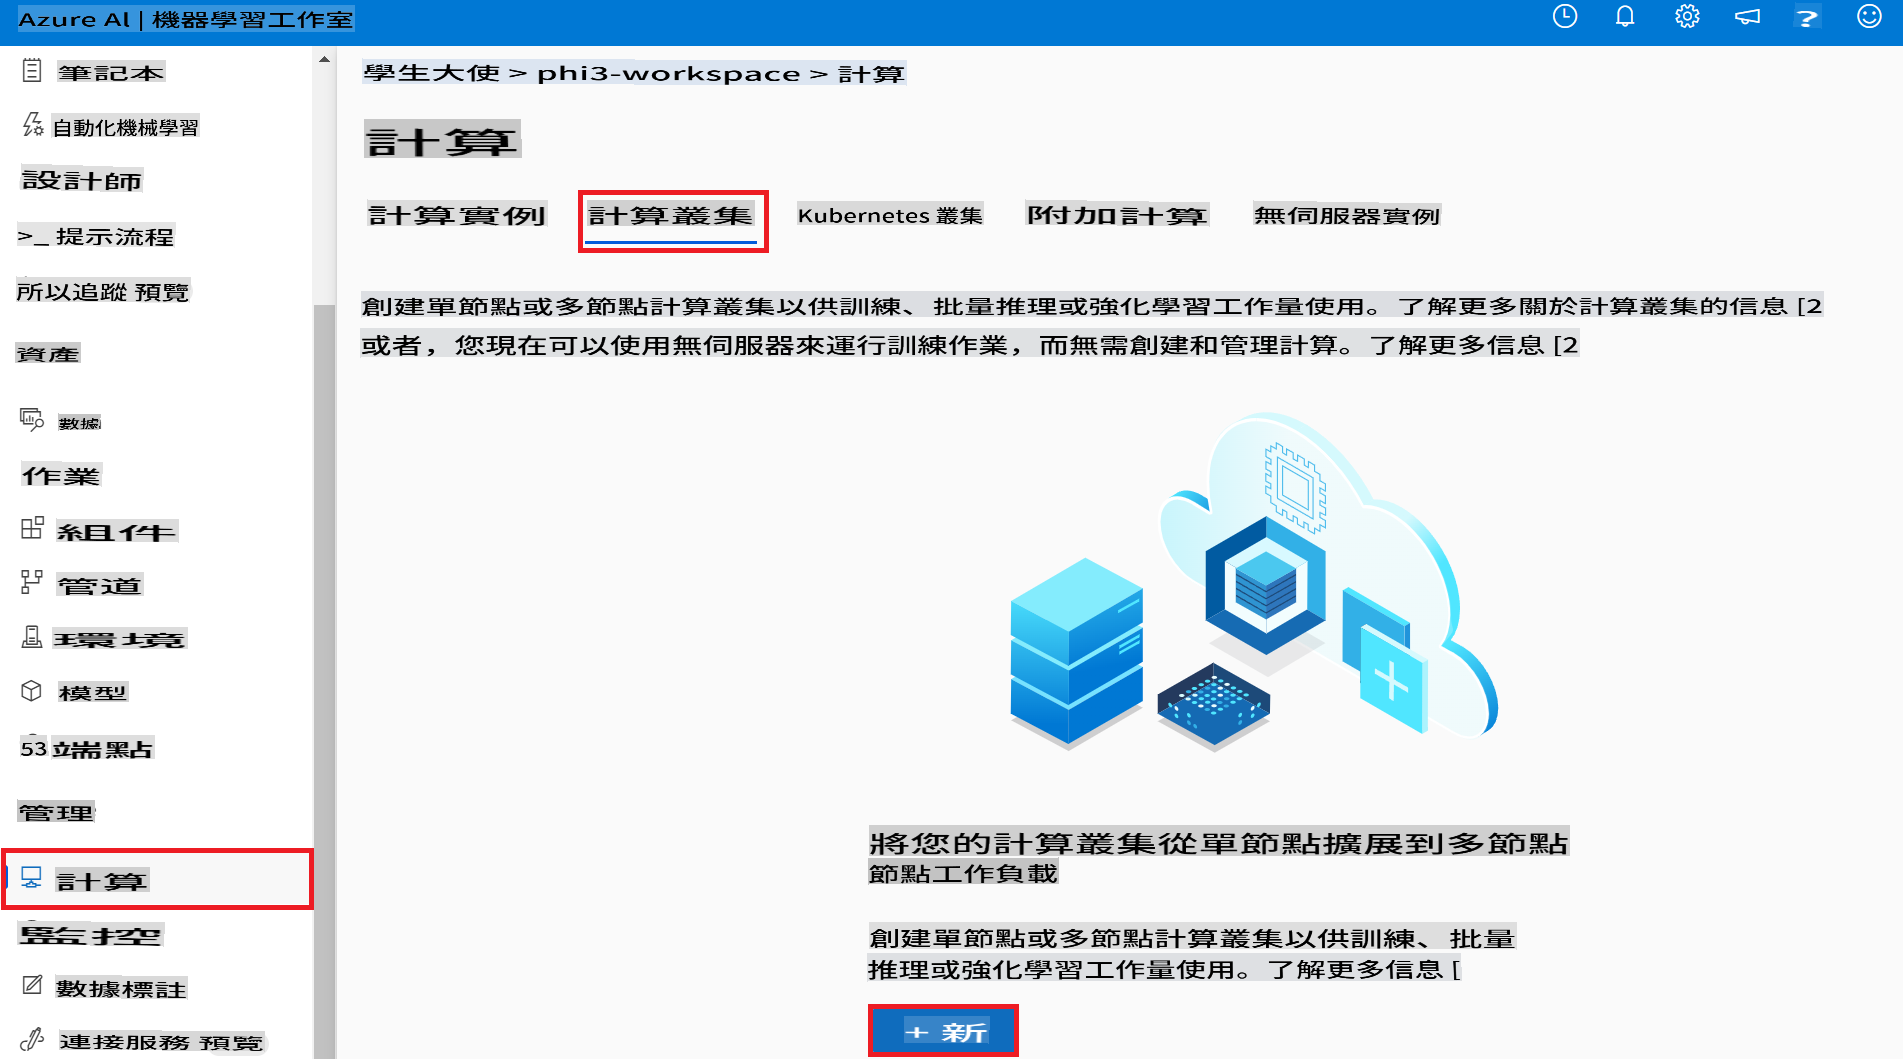 Azure Al | 機器學習工作室
筆記本
自動化機械學習
設計師
>_ 提示流程
所以追蹤 預覽
資產
數據
作業
組件
管道
環境
模型
53 端點
管理
計算
監控
數據標註
連接服務 預覽
學生大使 > phi3-workspace > 計算
計算
計算實例
計算叢集
Kubernetes 叢集
附加計算
無伺服器實例
創建單節點或多節點計算叢集以供訓練、批量推理或強化學習工作量使用。了解更多關於計算叢集的信息 [2
或者，您現在可以使用無伺服器來運行訓練作業，而無需創建和管理計算。了解更多信息 [2
將您的計算叢集從單節點擴展到多節點
節點工作負載
創建單節點或多節點計算叢集以供訓練、批量
推理或強化學習工作量使用。了解更多信息 [
+ 新